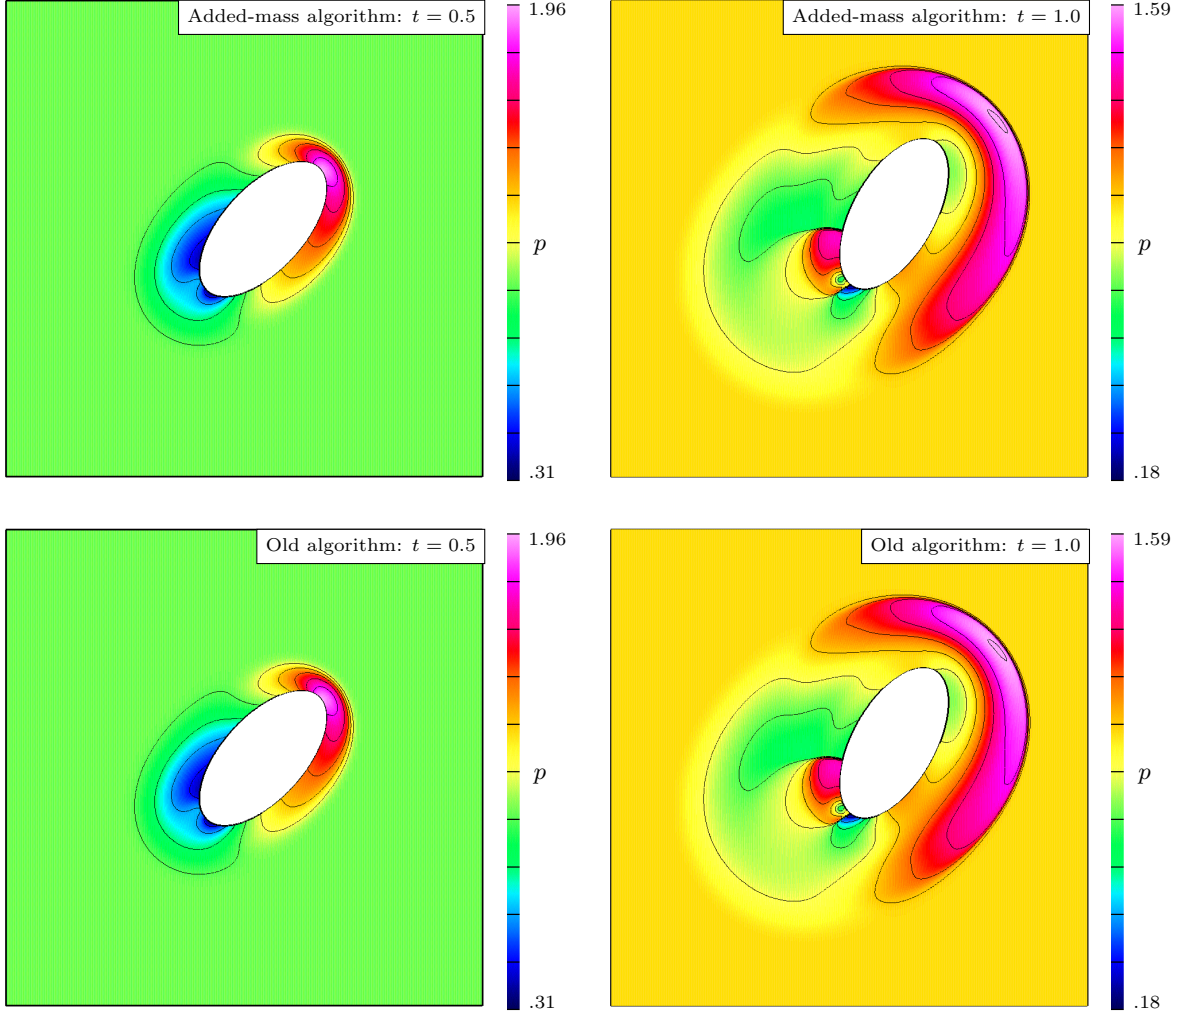 Added-mass algorithm: t = 0.5
1.96
p
.31
Added-mass algorithm: t = 1.0
1.59
p
.18
Old algorithm: t = 0.5
1.96
p
.31
Old algorithm: t = 1.0
1.59
p
.18